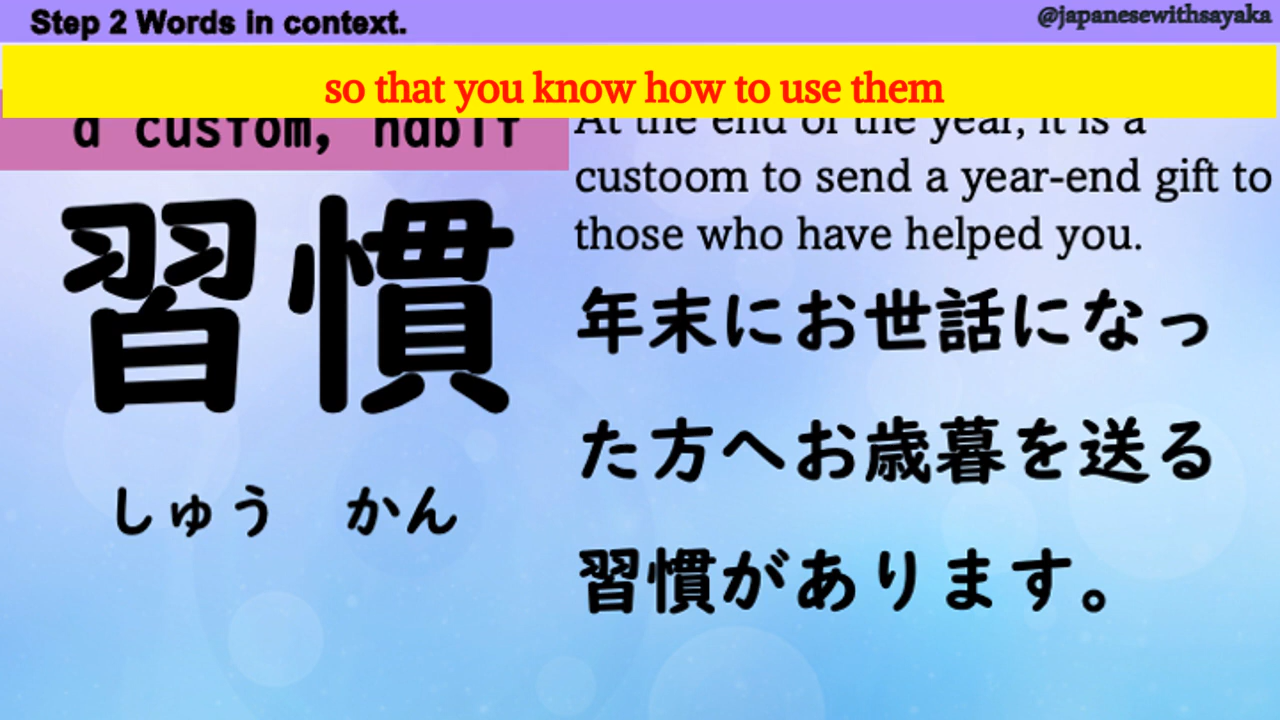 Step 2 Words in context.
@japanesewithsayaka
so that you know how to use them
a custom, habit
習慣
しゅう かん
At the end of the year, it is a
custoom to send a year-end gift to
those who have helped you.
年末にお世話になっ
た方へお歳暮を送る
習慣があります。